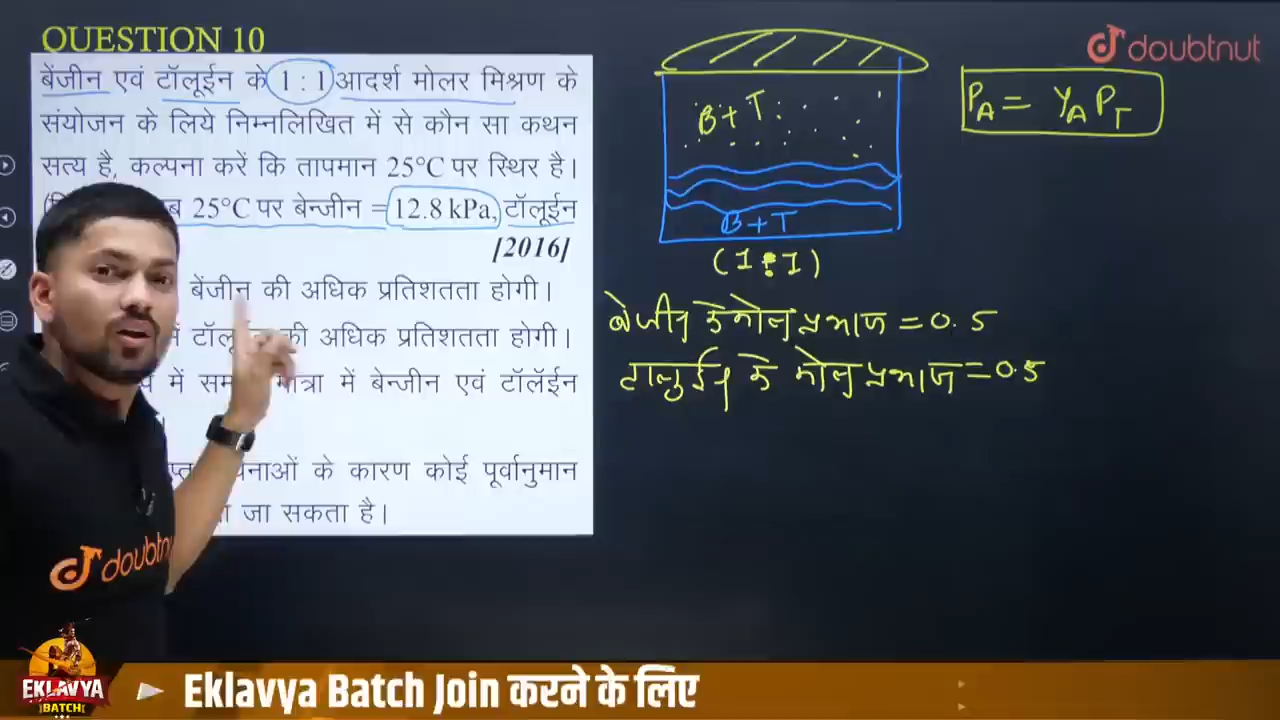 QUESTION 10
doubtnut
बेंजीन एवं टॉलूईन के 1 : 1 आदर्श मोलर मिश्रण के
संयोजन के लिये निम्नलिखित में से कौन सा कथन
सत्य है, कल्पना करें कि तापमान 25°C पर स्थिर है।
25°C पर बेन्जीन = 12.8 kPa, टॉलूईन
[2016]
बेंजीन की अधिक प्रतिशतता होगी।
की अधिक प्रतिशतता होगी।
में बेन्जीन एवं टॉलॅईन
के कारण कोई पूर्वानुमान
जा सकता है।
B + T
B + T
(1 : 1)
P_A = Y_A P_T
बेंजीन के मोल प्रभाज = 0.5
टालुईन के मोल प्रभाज = 0.5
doubtnu
EKLAVYA
BATCH
Eklavya Batch Join करने के लिए